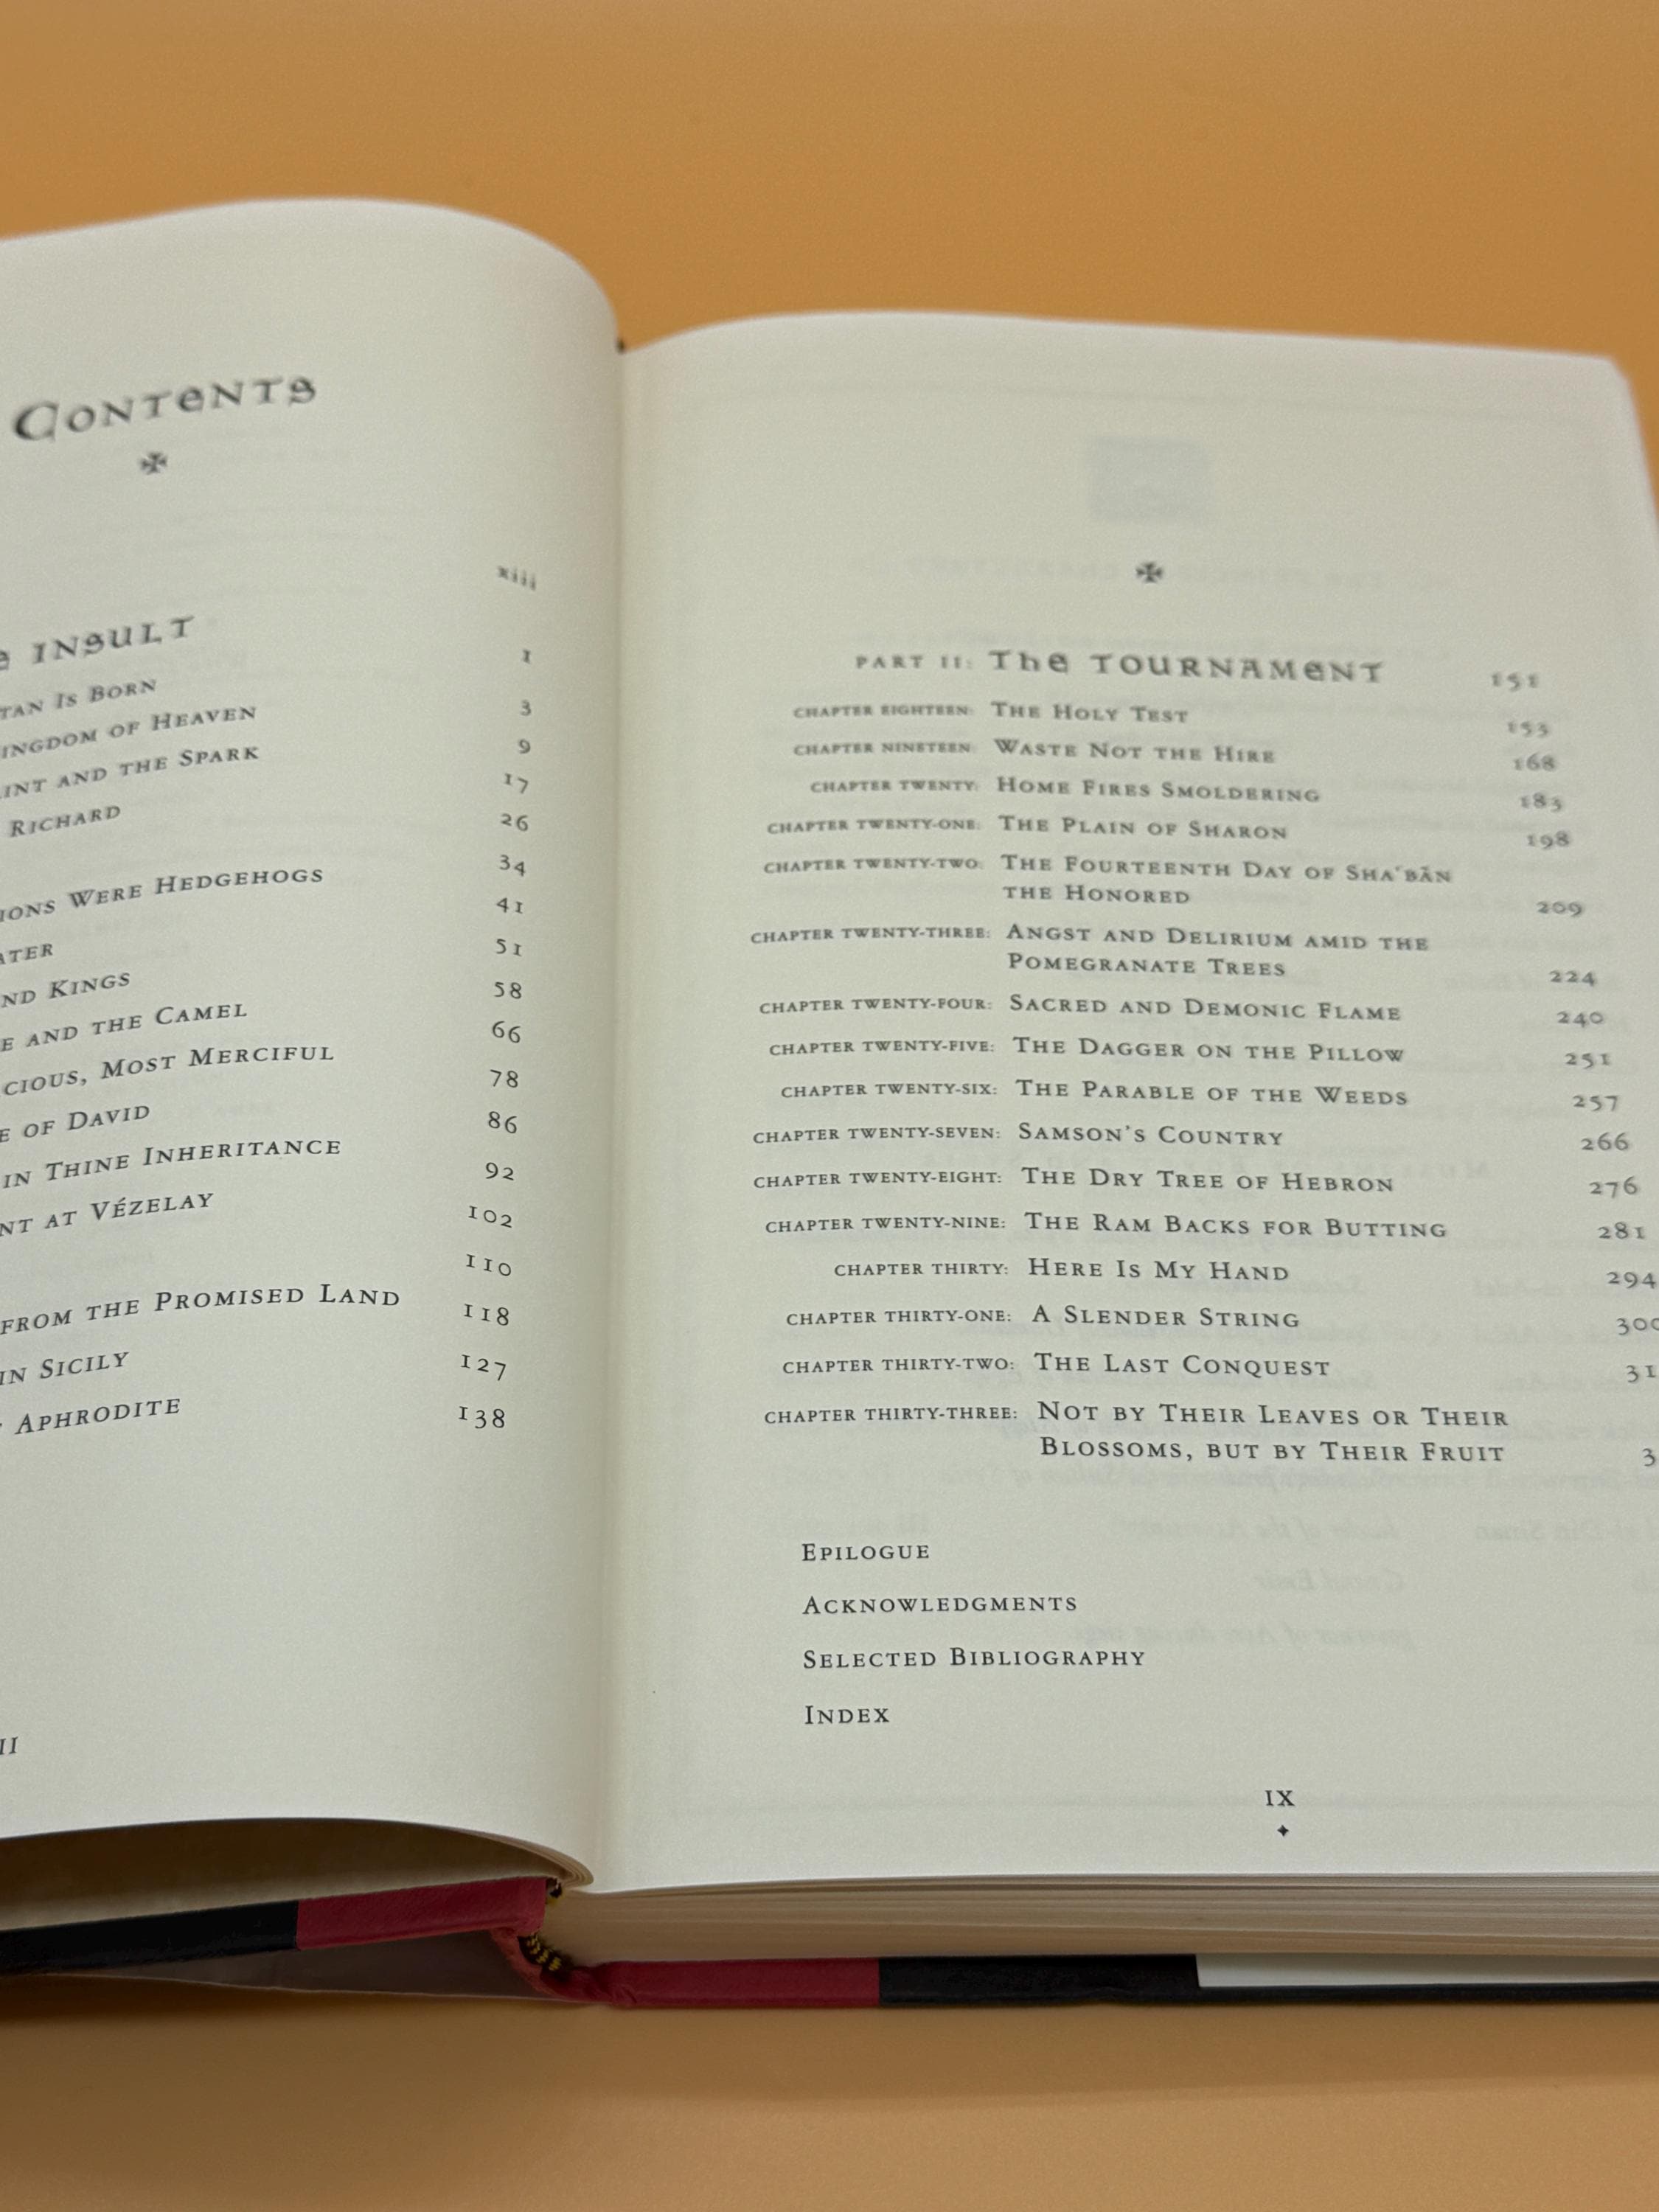 Contents
xiii
INSULT 1
IS BORN 3
OF HEAVEN 9
AND THE SPARK 17
RICHARD 26
34
WERE HEDGEHOGS 41
51
KINGS 58
AND THE CAMEL 66
MOST MERCIFUL 78
OF DAVID 86
IN THINE INHERITANCE 92
AT VÉZELAY 102
110
FROM THE PROMISED LAND 118
IN SICILY 127
APHRODITE 138
PART II: The TOURNAMENT 151
CHAPTER EIGHTEEN: THE HOLY TEST 153
CHAPTER NINETEEN: WASTE NOT THE HIRE 168
CHAPTER TWENTY: HOME FIRES SMOLDERING 183
CHAPTER TWENTY-ONE: THE PLAIN OF SHARON 198
CHAPTER TWENTY-TWO: THE FOURTEENTH DAY OF SHA'BĀN
THE HONORED 209
CHAPTER TWENTY-THREE: ANGST AND DELIRIUM AMID THE
POMEGRANATE TREES 224
CHAPTER TWENTY-FOUR: SACRED AND DEMONIC FLAME 240
CHAPTER TWENTY-FIVE: THE DAGGER ON THE PILLOW 251
CHAPTER TWENTY-SIX: THE PARABLE OF THE WEEDS 257
CHAPTER TWENTY-SEVEN: SAMSON'S COUNTRY 266
CHAPTER TWENTY-EIGHT: THE DRY TREE OF HEBRON 276
CHAPTER TWENTY-NINE: THE RAM BACKS FOR BUTTING 281
CHAPTER THIRTY: HERE IS MY HAND 294
CHAPTER THIRTY-ONE: A SLENDER STRING 300
CHAPTER THIRTY-TWO: THE LAST CONQUEST
CHAPTER THIRTY-THREE: NOT BY THEIR LEAVES OR THEIR
BLOSSOMS, BUT BY THEIR FRUIT
EPILOGUE
ACKNOWLEDGMENTS
SELECTED BIBLIOGRAPHY
INDEX
IX